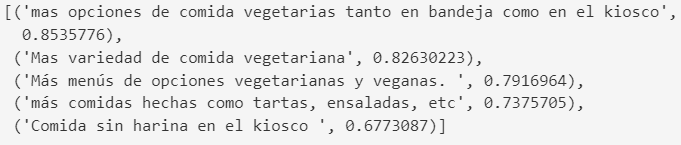 [('mas opciones de comida vegetarias tanto en bandeja como en el kiosco',
0.8535776),
('Mas variedad de comida vegetariana', 0.82630223),
('Más menús de opciones vegetarianas y veganas. ', 0.7916964),
('más comidas hechas como tartas, ensaladas, etc', 0.7375705),
('Comida sin harina en el kiosco ', 0.6773087)]